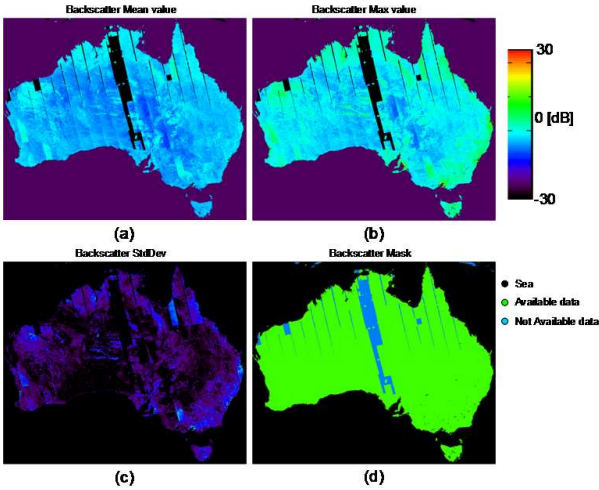 Backscatter Mean value
Backscatter Max value
30
0 [dB]
-30
(a)
(b)
Backscatter StdDev
Backscatter Mask
Sea
Available data
Not Available data
(c)
(d)